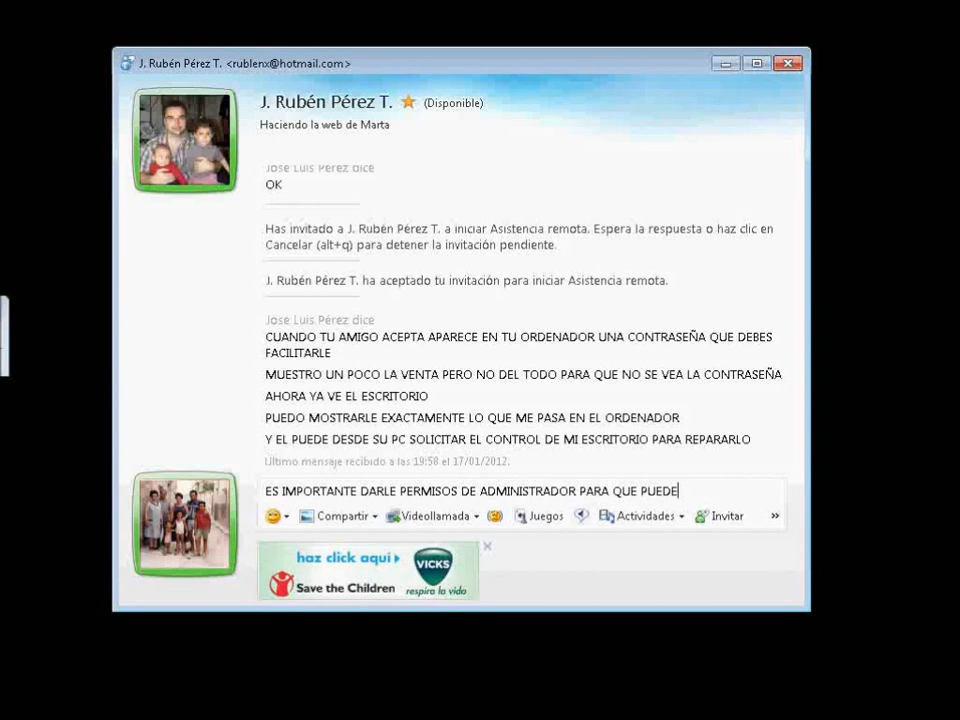 J. Rubén Pérez T. <rublenx@hotmail.com>
J. Rubén Pérez T. (Disponible)
Haciendo la web de Marta
Jose Luis Pérez dice
OK
Has invitado a J. Rubén Pérez T. a iniciar Asistencia remota. Espera la respuesta o haz clic en
Cancelar (alt+q) para detener la invitación pendiente.
J. Rubén Pérez T. ha aceptado tu invitación para iniciar Asistencia remota.
Jose Luis Pérez dice
CUANDO TU AMIGO ACEPTA APARECE EN TU ORDENADOR UNA CONTRASEÑA QUE DEBES
FACILITARLE
MUESTRO UN POCO LA VENTA PERO NO DEL TODO PARA QUE NO SE VEA LA CONTRASEÑA
AHORA YA VE EL ESCRITORIO
PUEDO MOSTRARLE EXACTAMENTE LO QUE ME PASA EN EL ORDENADOR
Y EL PUEDE DESDE SU PC SOLICITAR EL CONTROL DE MI ESCRITORIO PARA REPARARLO
Último mensaje recibido a las 19:58 el 17/01/2012.
ES IMPORTANTE DARLE PERMISOS DE ADMINISTRADOR PARA QUE PUEDE
Compartir Videollamada Juegos Actividades Invitar »
haz click aquí
VICKS
Save the Children
respira la vida